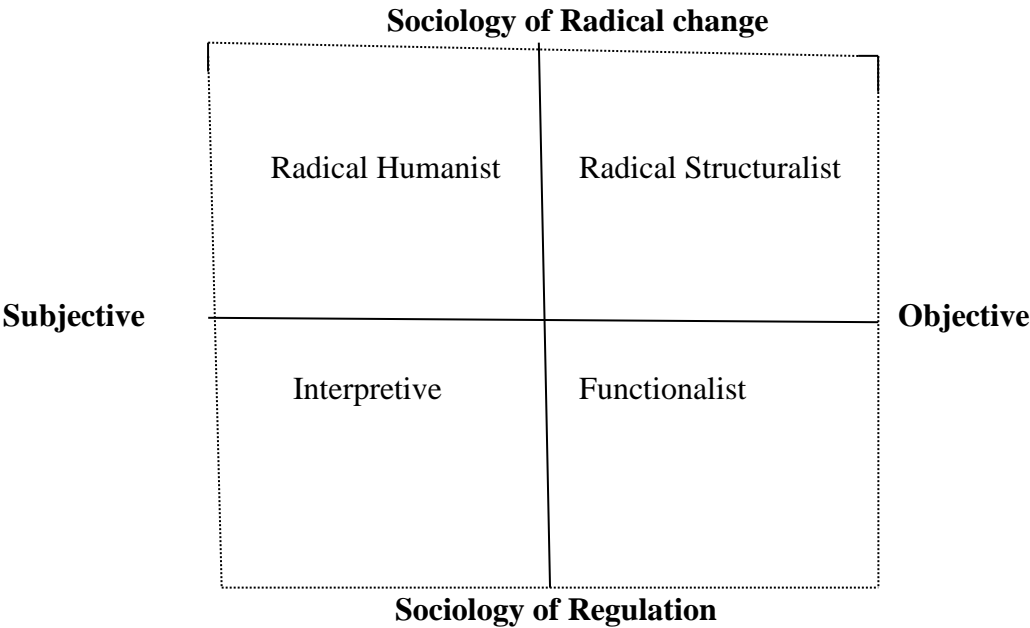 Sociology of Radical change
Radical Humanist Radical Structuralist
Subjective Objective
Interpretive Functionalist
Sociology of Regulation